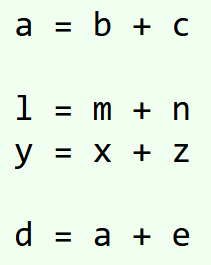 a = b + c
l = m + n
y = x + z
d = a + e